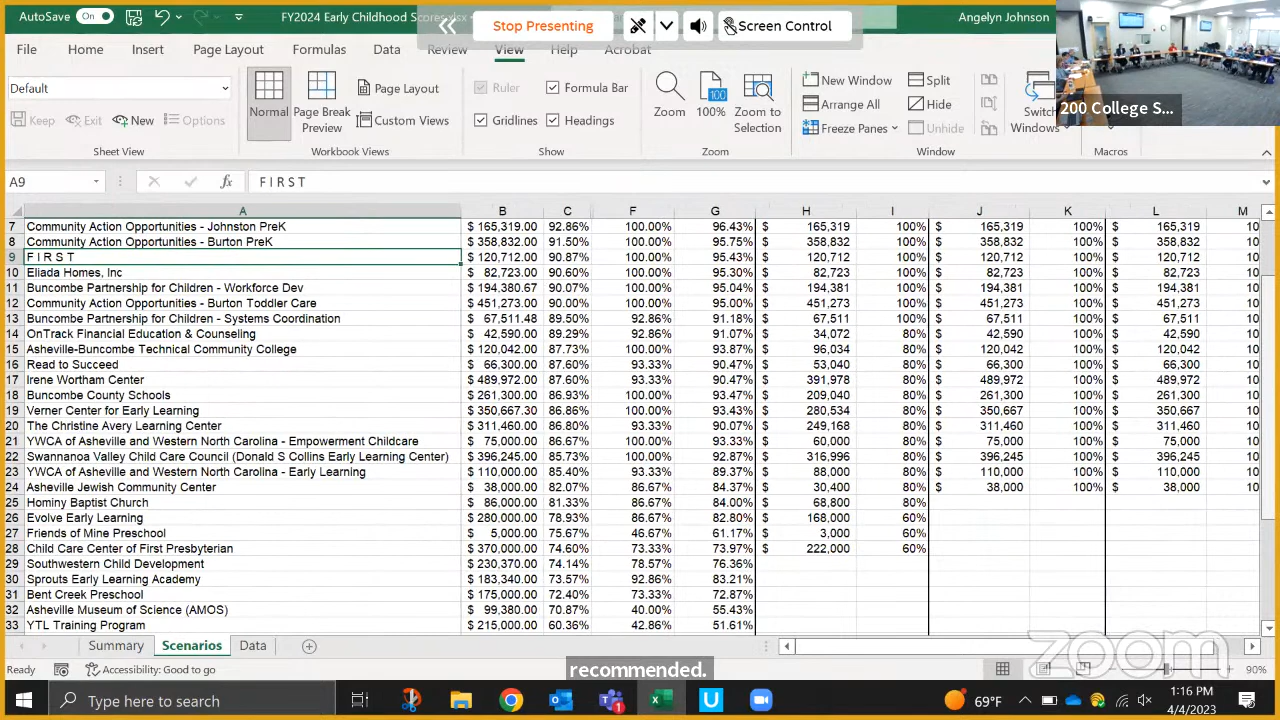 AutoSave On FY2024 Early Childhood Scores.xlsx Angelyn Johnson
Stop Presenting Screen Control
File Home Insert Page Layout Formulas Data Review View Help Acrobat
Default
Keep Exit New Options
Sheet View
Normal Page Break Preview Page Layout Custom Views
Workbook Views
Ruler Formula Bar
Gridlines Headings
Show
Zoom 100% Zoom to Selection
Zoom
New Window Split
Arrange All Hide
Freeze Panes Unhide
Switch Windows
Window
Macros
200 College S...
A9 fx F I R S T
A B C F G H I J K L M
7 Community Action Opportunities - Johnston PreK $ 165,319.00 92.86% 100.00% 96.43% $ 165,319 100% $ 165,319 100% $ 165,319 10
8 Community Action Opportunities - Burton PreK $ 358,832.00 91.50% 100.00% 95.75% $ 358,832 100% $ 358,832 100% $ 358,832 10
9 F I R S T $ 120,712.00 90.87% 100.00% 95.43% $ 120,712 100% $ 120,712 100% $ 120,712 10
10 Eliada Homes, Inc $ 82,723.00 90.60% 100.00% 95.30% $ 82,723 100% $ 82,723 100% $ 82,723 10
11 Buncombe Partnership for Children - Workforce Dev $ 194,380.67 90.07% 100.00% 95.04% $ 194,381 100% $ 194,381 100% $ 194,381 10
12 Community Action Opportunities - Burton Toddler Care $ 451,273.00 90.00% 100.00% 95.00% $ 451,273 100% $ 451,273 100% $ 451,273 10
13 Buncombe Partnership for Children - Systems Coordination $ 67,511.48 89.50% 92.86% 91.18% $ 67,511 100% $ 67,511 100% $ 67,511 10
14 OnTrack Financial Education & Counseling $ 42,590.00 89.29% 92.86% 91.07% $ 34,072 80% $ 42,590 100% $ 42,590 10
15 Asheville-Buncombe Technical Community College $ 120,042.00 87.73% 100.00% 93.87% $ 96,034 80% $ 120,042 100% $ 120,042 10
16 Read to Succeed $ 66,300.00 87.60% 93.33% 90.47% $ 53,040 80% $ 66,300 100% $ 66,300 10
17 Irene Wortham Center $ 489,972.00 87.60% 100.00% 90.47% $ 391,978 80% $ 489,972 100% $ 489,972 10
18 Buncombe County Schools $ 261,300.00 86.93% 100.00% 93.47% $ 209,040 80% $ 261,300 100% $ 261,300 10
19 Verner Center for Early Learning $ 350,667.30 86.86% 100.00% 93.43% $ 280,534 80% $ 350,667 100% $ 350,667 10
20 The Christine Avery Learning Center $ 311,460.00 86.80% 93.33% 90.07% $ 249,168 80% $ 311,460 100% $ 311,460 10
21 YWCA of Asheville and Western North Carolina - Empowerment Childcare $ 75,000.00 86.67% 100.00% 93.33% $ 60,000 80% $ 75,000 100% $ 75,000 10
22 Swannanoa Valley Child Care Council (Donald S Collins Early Learning Center) $ 396,245.00 85.73% 100.00% 92.87% $ 316,996 80% $ 396,245 100% $ 396,245 10
23 YWCA of Asheville and Western North Carolina - Early Learning $ 110,000.00 85.40% 93.33% 89.37% $ 88,000 80% $ 110,000 100% $ 110,000 10
24 Asheville Jewish Community Center $ 38,000.00 82.07% 86.67% 84.37% $ 30,400 80% $ 38,000 100% $ 38,000 10
25 Hominy Baptist Church $ 86,000.00 81.33% 86.67% 84.00% $ 68,800 80%
26 Evolve Early Learning $ 280,000.00 78.93% 86.67% 82.80% $ 168,000 60%
27 Friends of Mine Preschool $ 5,000.00 75.67% 46.67% 61.17% $ 3,000 60%
28 Child Care Center of First Presbyterian $ 370,000.00 74.60% 73.33% 73.97% $ 222,000 60%
29 Southwestern Child Development $ 230,370.00 74.14% 78.57% 76.36%
30 Sprouts Early Learning Academy $ 183,340.00 73.57% 92.86% 83.21%
31 Bent Creek Preschool $ 175,000.00 72.40% 73.33% 72.87%
32 Asheville Museum of Science (AMOS) $ 99,380.00 70.87% 40.00% 55.43%
33 YTL Training Program $ 215,000.00 60.36% 42.86% 51.61%
Summary Scenarios Data
zoom
Ready Accessibility: Good to go recommended. 90%
Type here to search 69°F 1:16 PM
4/4/2023